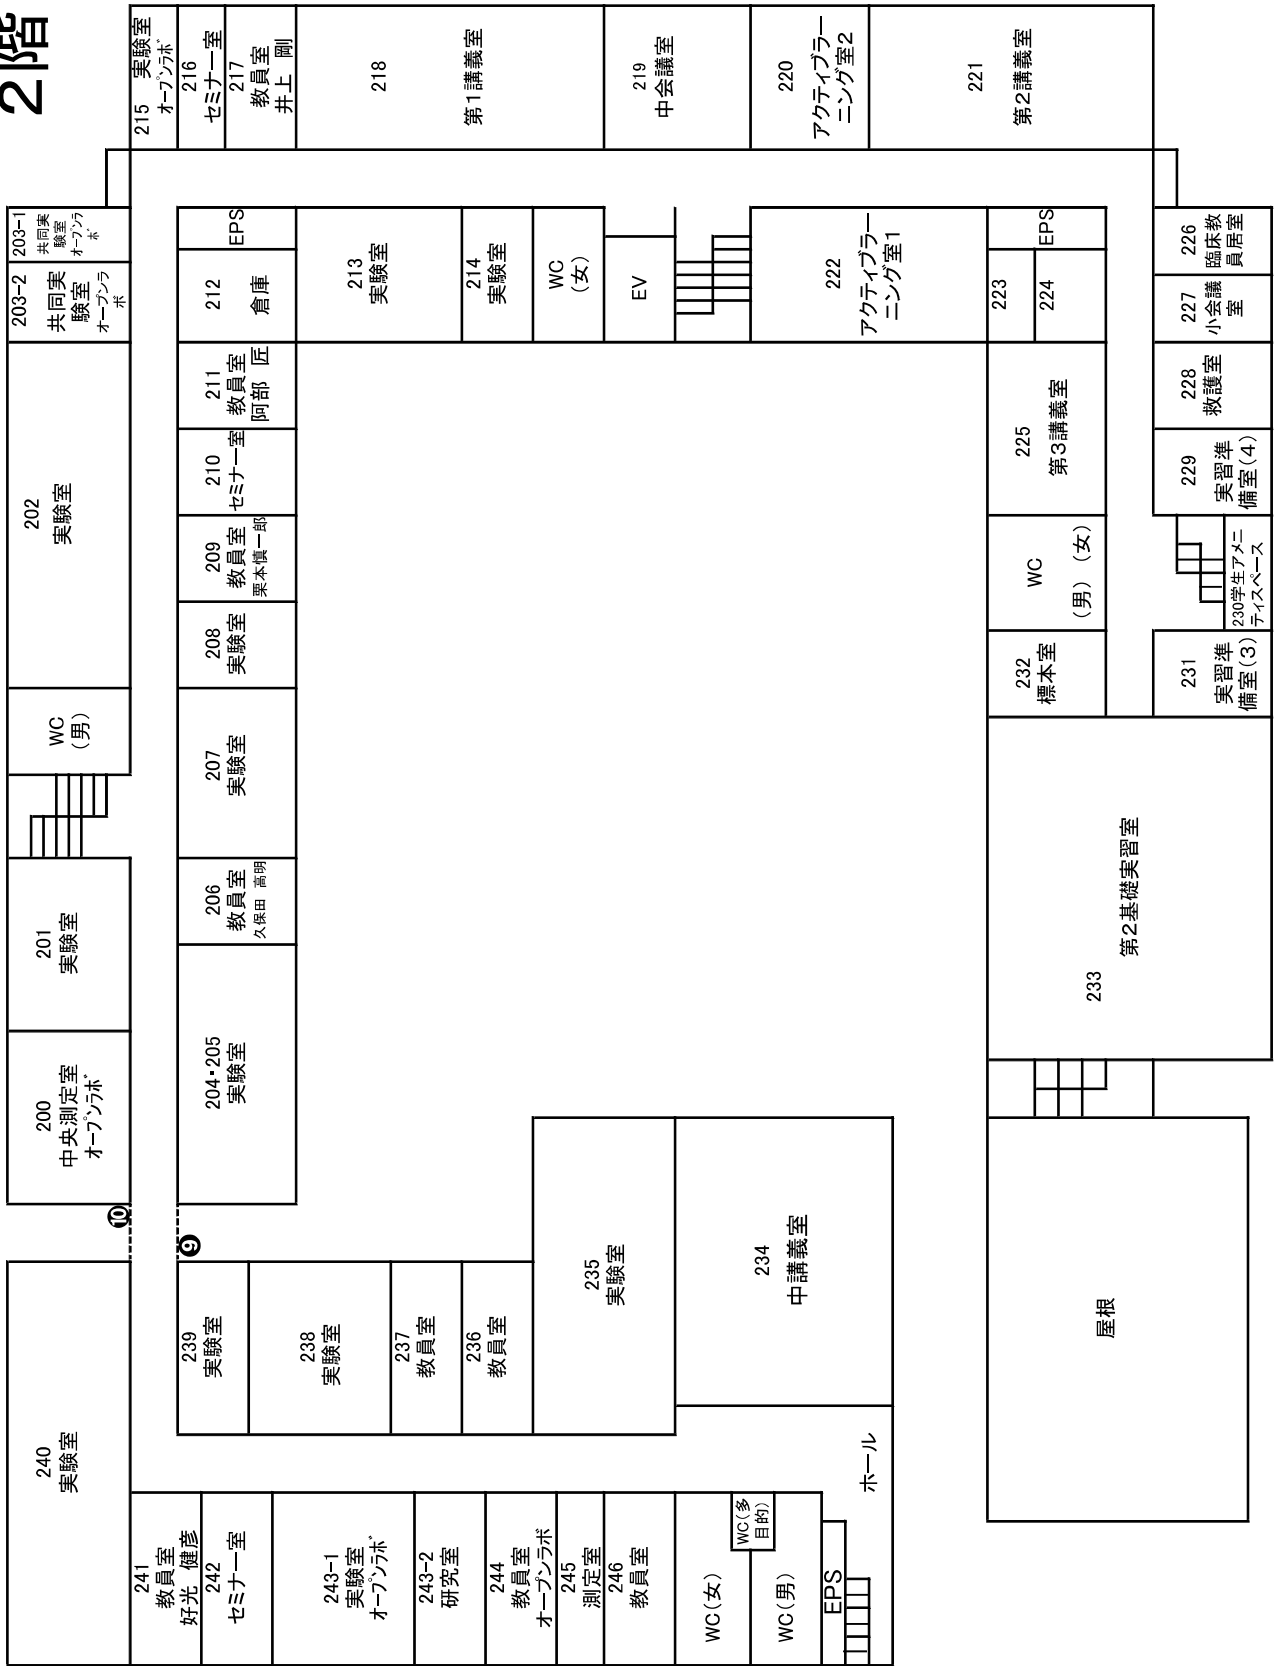 2階
215 実験室
オープンラボ
216
セミナー室
217
教員室
井上 剛
218
第1講義室
219
中会議室
220
アクティブラー
ニング室2
221
第2講義室
203-1
共同実
験室
オープンラ
ボ
203-2
共同実
験室
オープンラ
ボ
EPS
212
倉庫
213
実験室
214
実験室
WC
(女)
EV
222
アクティブラー
ニング室1
EPS
223
224
226
臨床教
員居室
227
小会議
室
202
実験室
211
教員室
阿部 匠
210
セミナー室
209
教員室
栗本慎一郎
208
実験室
225
第3講義室
228
救護室
229
実習準
備室(4)
WC
(男) (女)
230学生アメニ
ティスペース
232
標本室
231
実習準
備室(3)
WC
(男)
207
実験室
201
実験室
206
教員室
久保田 高明
200
中央測定室
オープンラボ
204・205
実験室
233
第2基礎実習室
❿
❾
240
実験室
239
実験室
238
実験室
237
教員室
236
教員室
235
実験室
234
中講義室
屋根
ホール
241
教員室
好光 健彦
242
セミナー室
243-1
実験室
オープンラボ
243-2
研究室
244
教員室
オープンラボ
245
測定室
246
教員室
WC(女)
WC(多
目的)
WC(男)
EPS